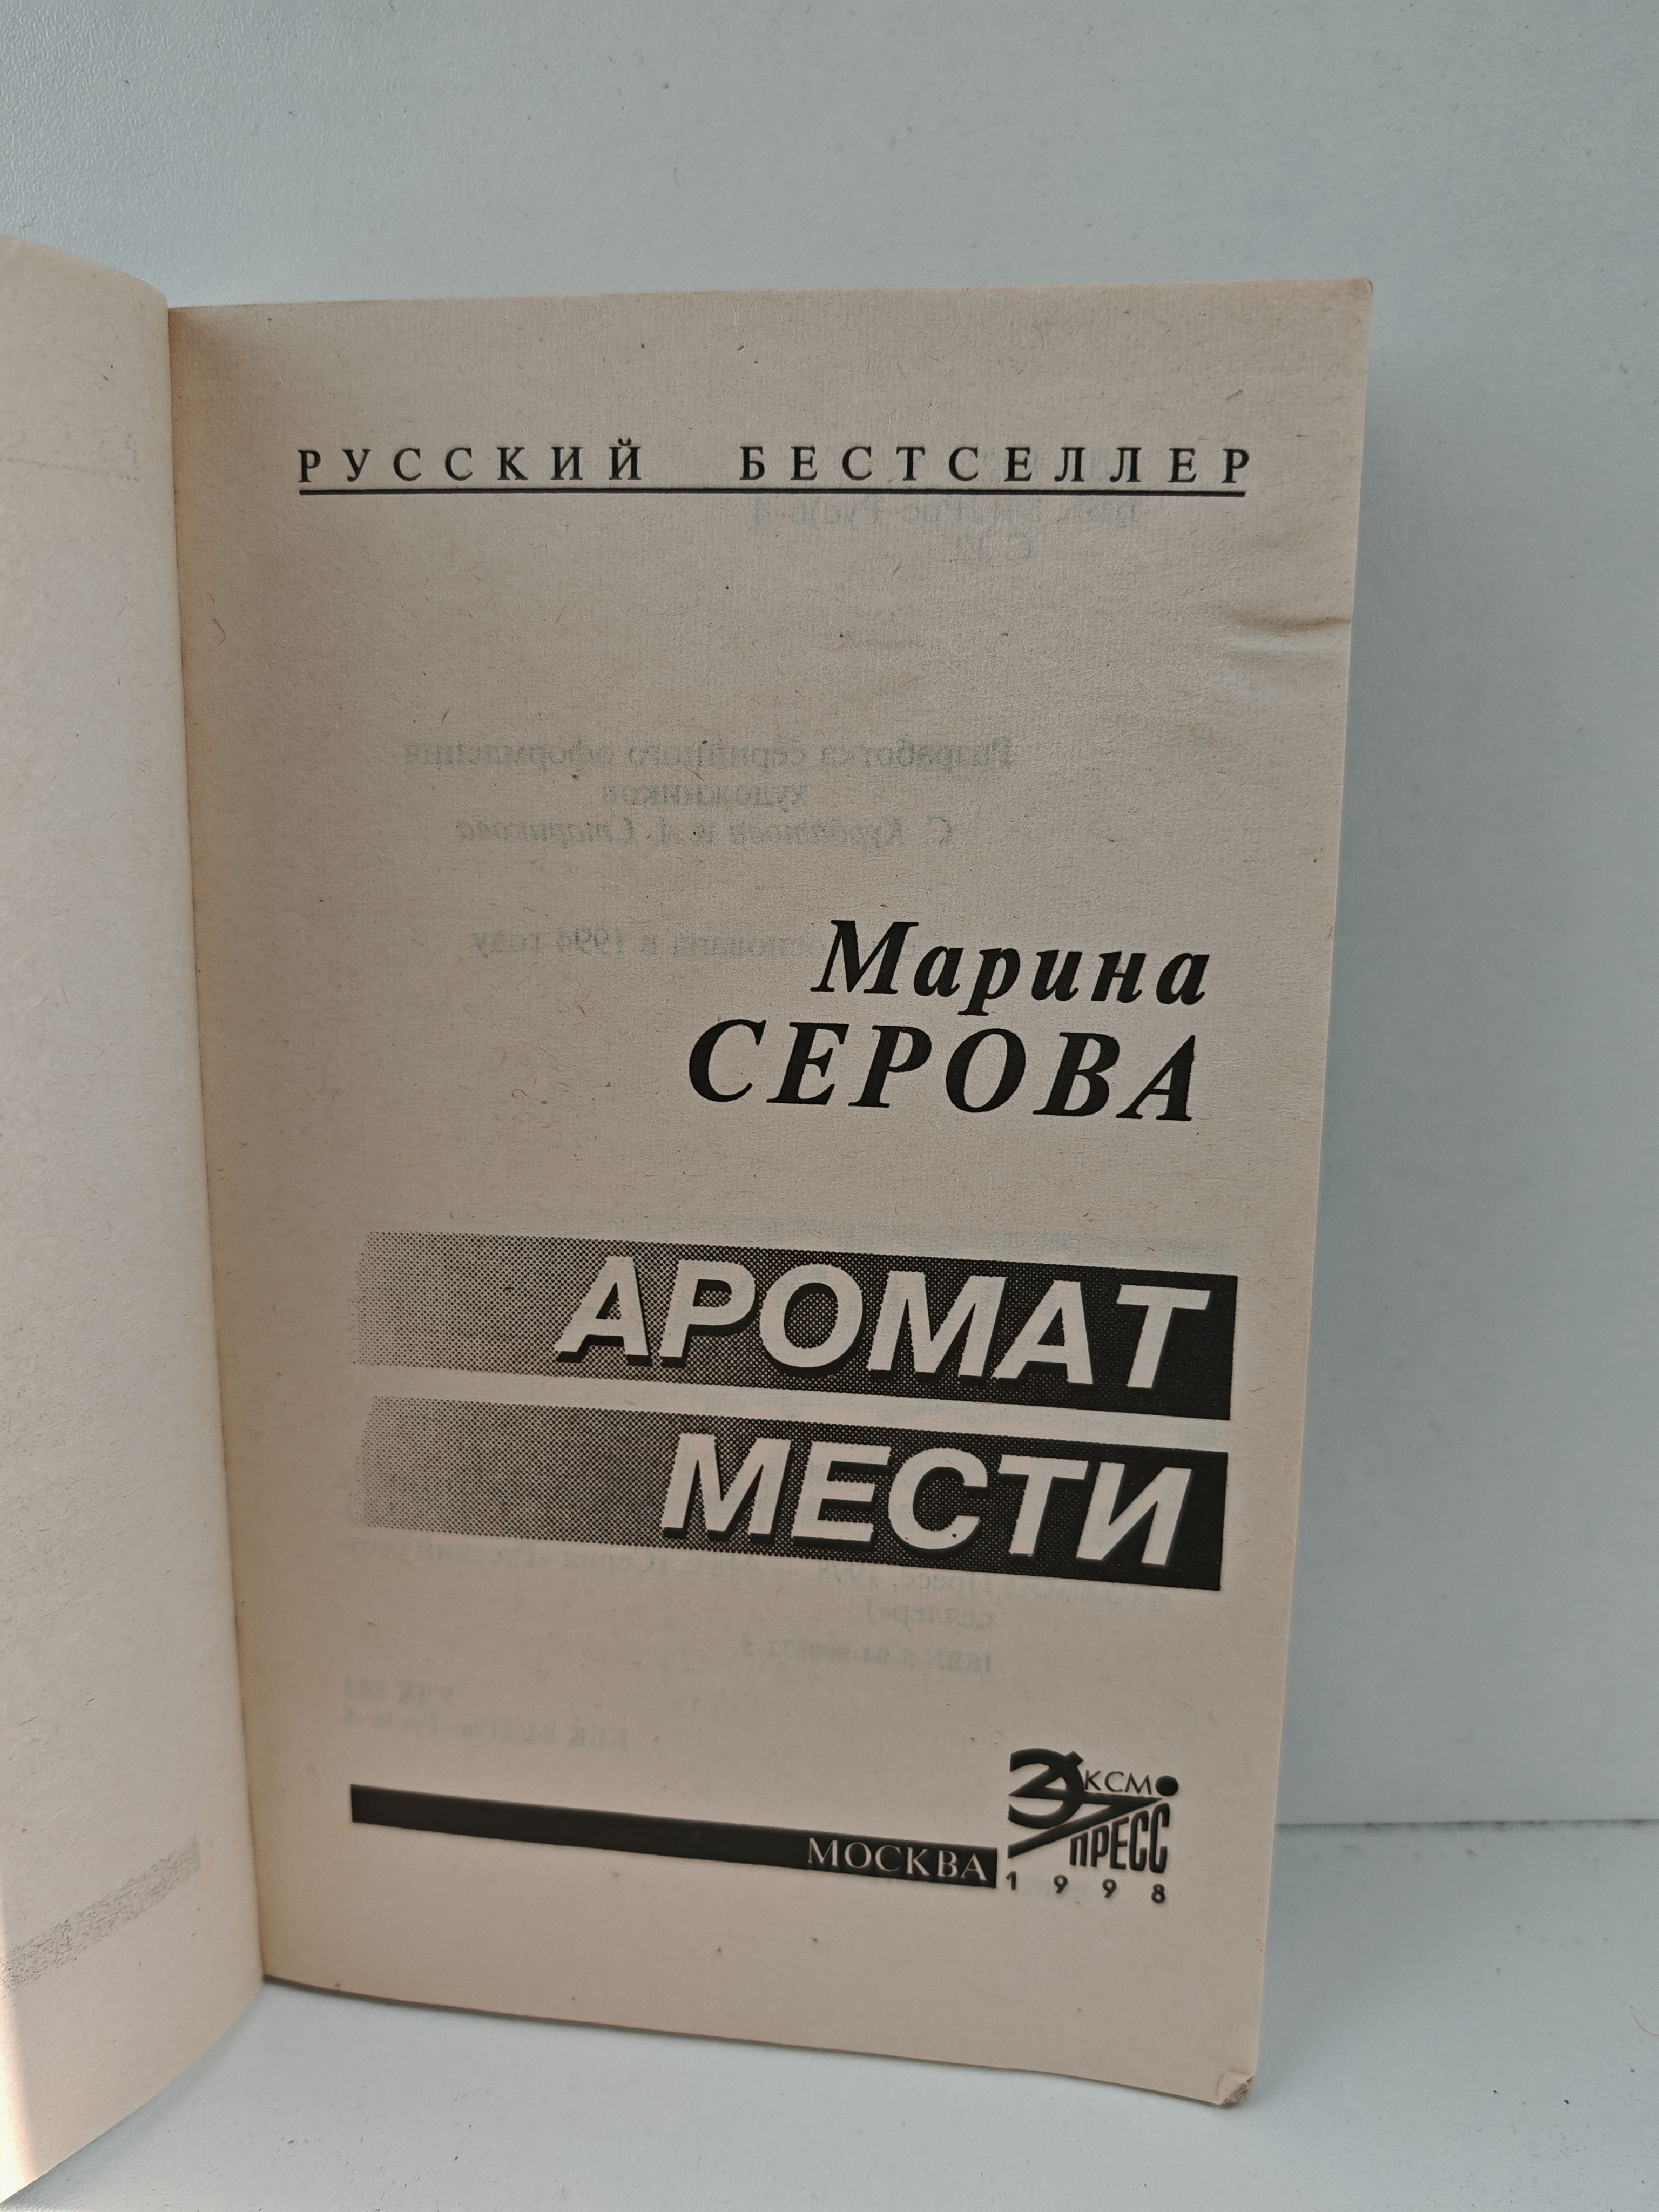 РУССКИЙ БЕСТСЕЛЛЕР
Марина
СЕРОВА
АРОМАТ
МЕСТИ
МОСКВА
ЭКСМО
ПРЕСС
1998